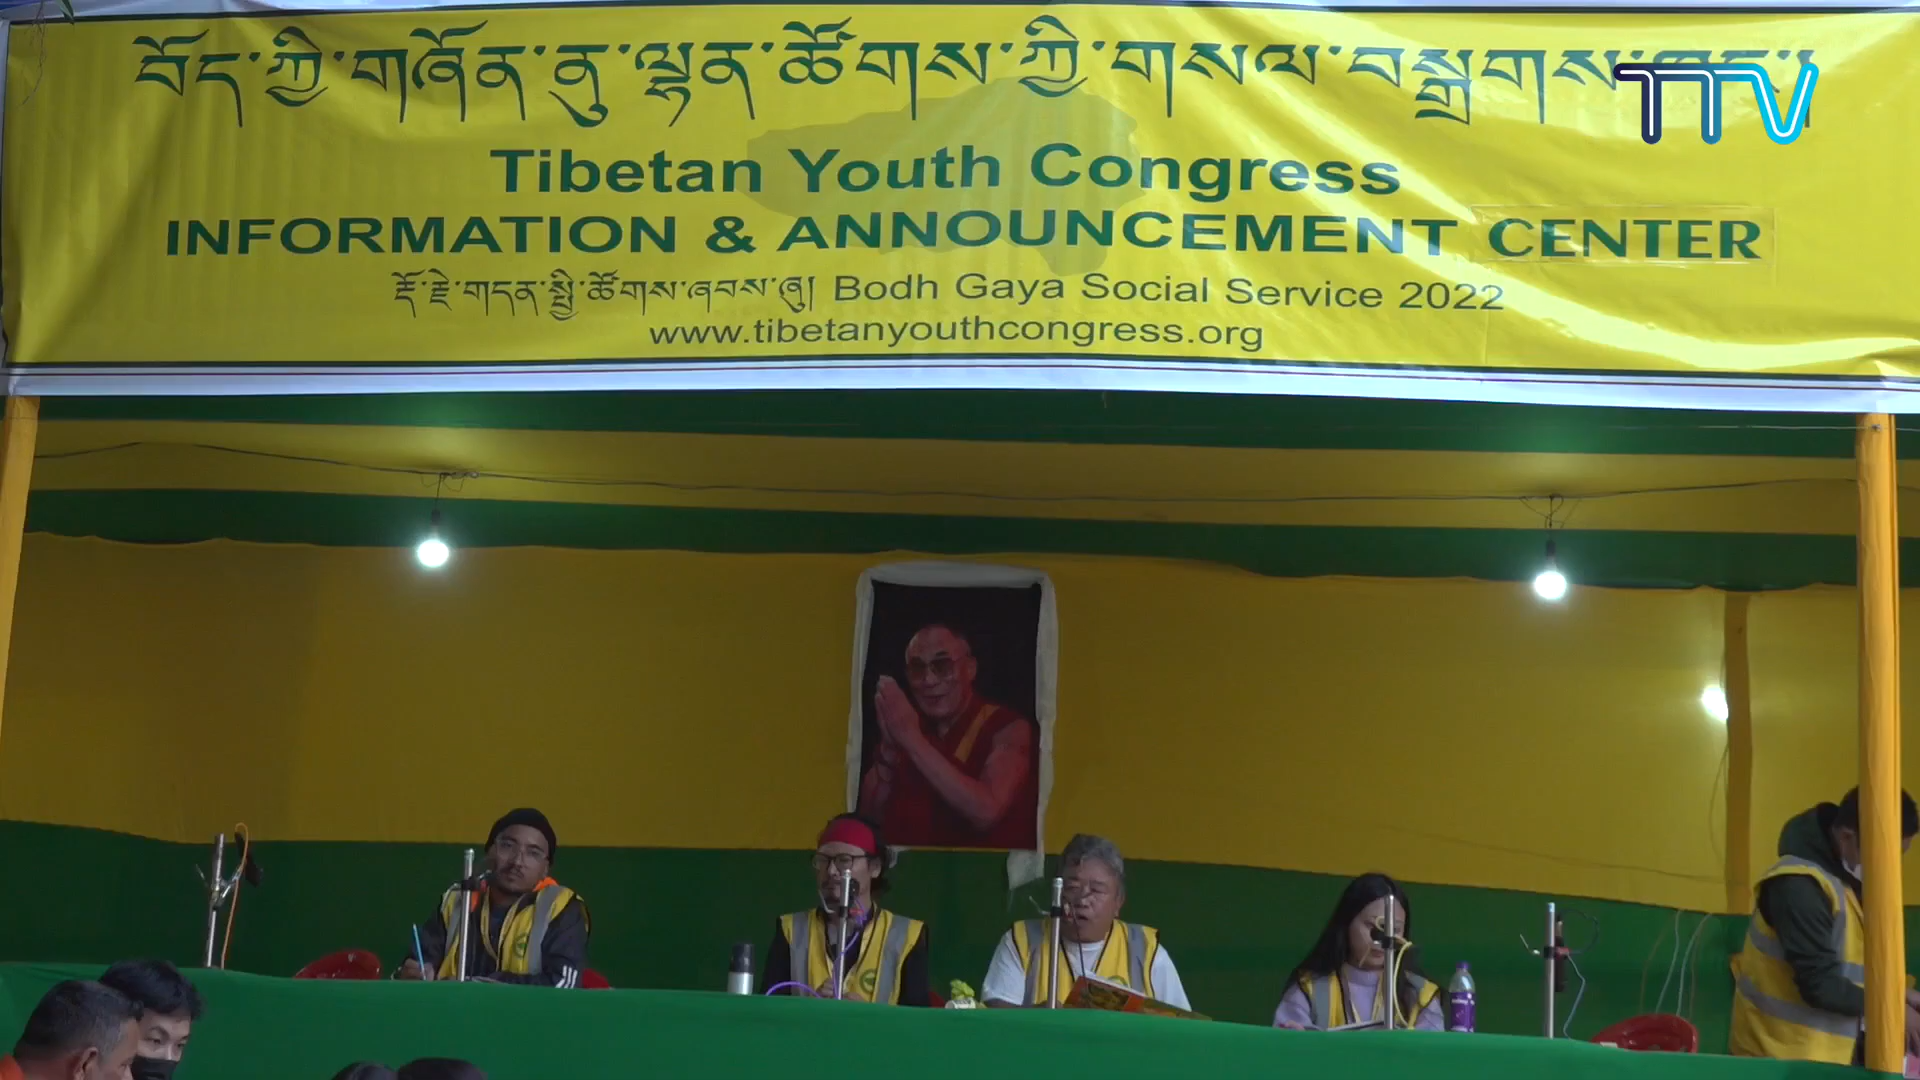 བོད་ཀྱི་གཞོན་ནུ་ལྷན་ཚོགས་ཀྱི་གསལ་བསྒྲགས་ཁང་།
TTV
Tibetan Youth Congress
INFORMATION & ANNOUNCEMENT CENTER
རྡོ་རྗེ་གདན་སྤྱི་ཚོགས་ཞབས་ཞུ། Bodh Gaya Social Service 2022
www.tibetanyouthcongress.org